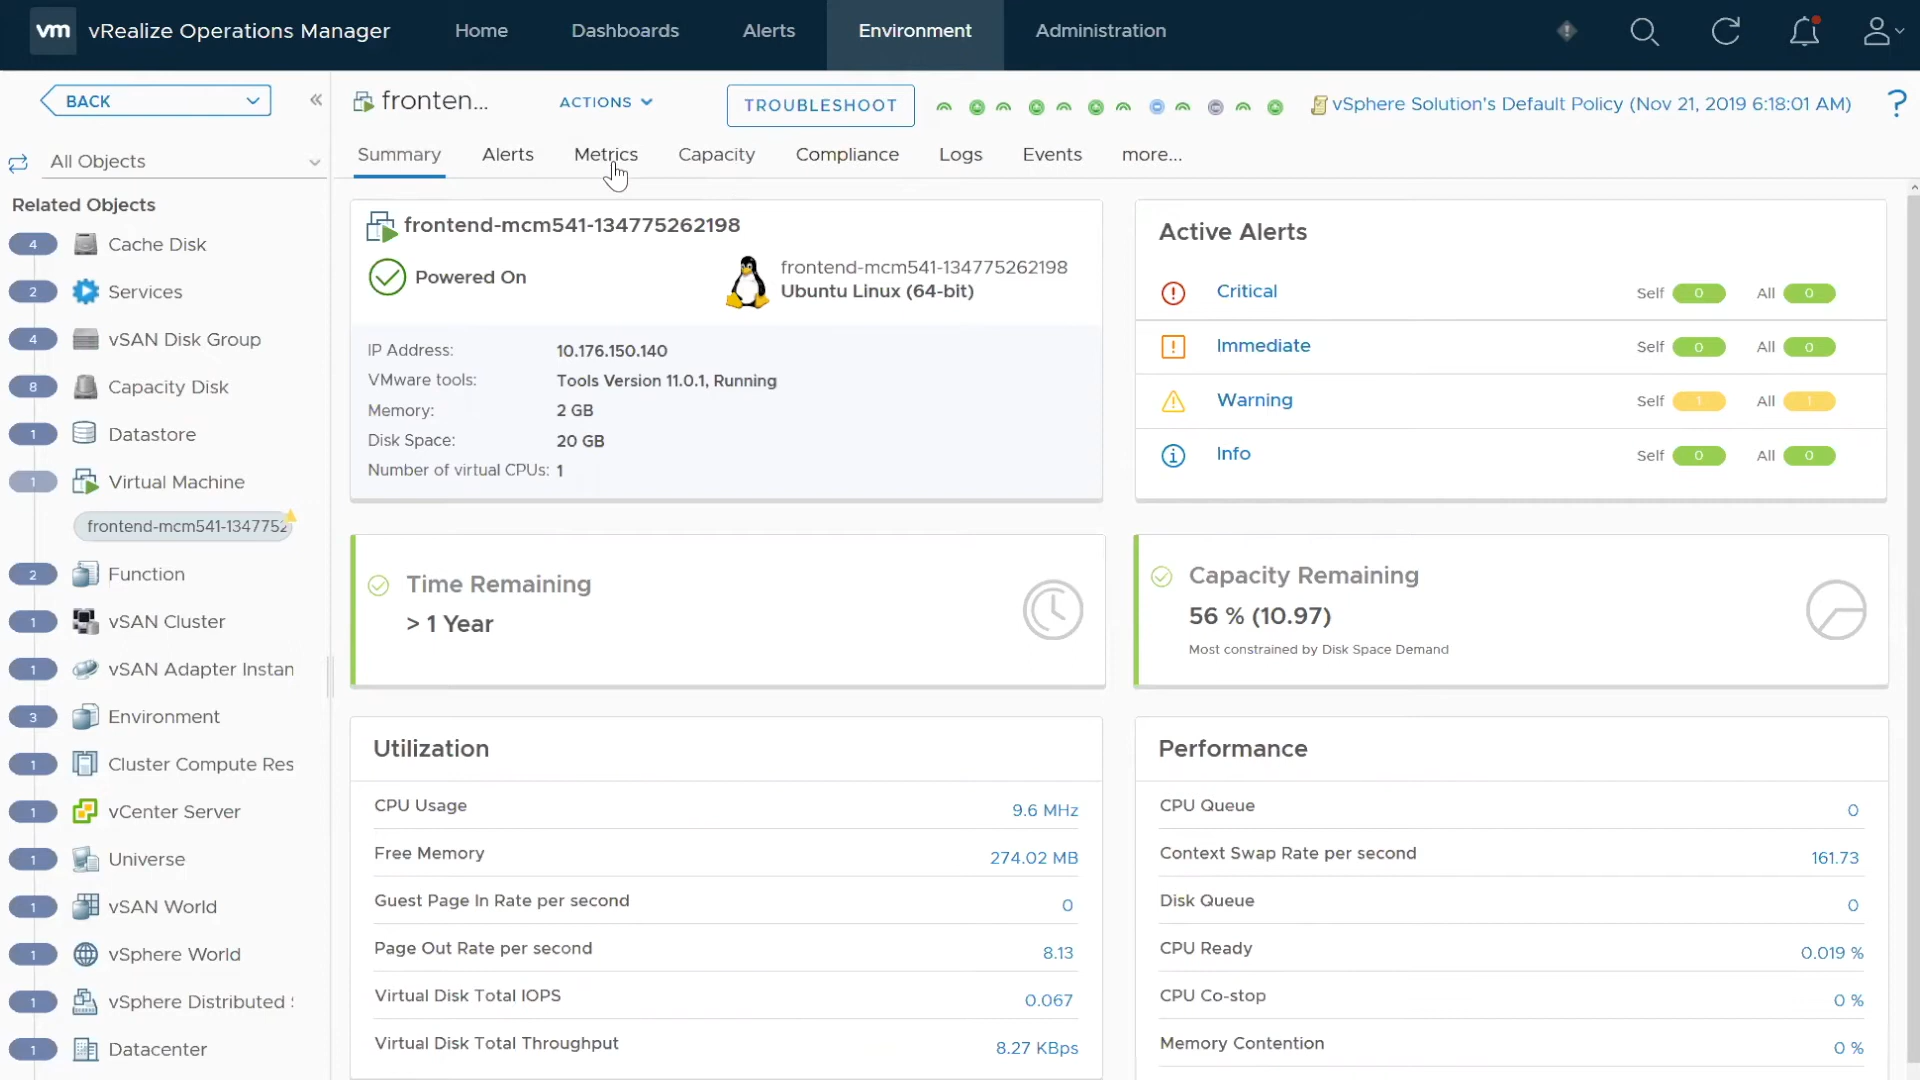 vm vRealize Operations Manager Home Dashboards Alerts Environment Administration
BACK
fronten... ACTIONS TROUBLESHOOT vSphere Solution's Default Policy (Nov 21, 2019 6:18:01 AM) ?
All Objects
Summary Alerts Metrics Capacity Compliance Logs Events more...
Related Objects
4 Cache Disk
2 Services
4 vSAN Disk Group
8 Capacity Disk
1 Datastore
1 Virtual Machine
frontend-mcm541-1347752
2 Function
1 vSAN Cluster
1 vSAN Adapter Instan
3 Environment
1 Cluster Compute Res
1 vCenter Server
1 Universe
1 vSAN World
1 vSphere World
1 vSphere Distributed
1 Datacenter
frontend-mcm541-134775262198
Powered On
frontend-mcm541-134775262198
Ubuntu Linux (64-bit)
IP Address: 10.176.150.140
VMware tools: Tools Version 11.0.1, Running
Memory: 2 GB
Disk Space: 20 GB
Number of virtual CPUs: 1
Active Alerts
Critical Self 0 All 0
Immediate Self 0 All 0
Warning Self 1 All 1
Info Self 0 All 0
Time Remaining
> 1 Year
Capacity Remaining
56 % (10.97)
Most constrained by Disk Space Demand
Utilization
CPU Usage 9.6 MHz
Free Memory 274.02 MB
Guest Page In Rate per second 0
Page Out Rate per second 8.13
Virtual Disk Total IOPS 0.067
Virtual Disk Total Throughput 8.27 KBps
Performance
CPU Queue 0
Context Swap Rate per second 161.73
Disk Queue 0
CPU Ready 0.019 %
CPU Co-stop 0 %
Memory Contention 0 %